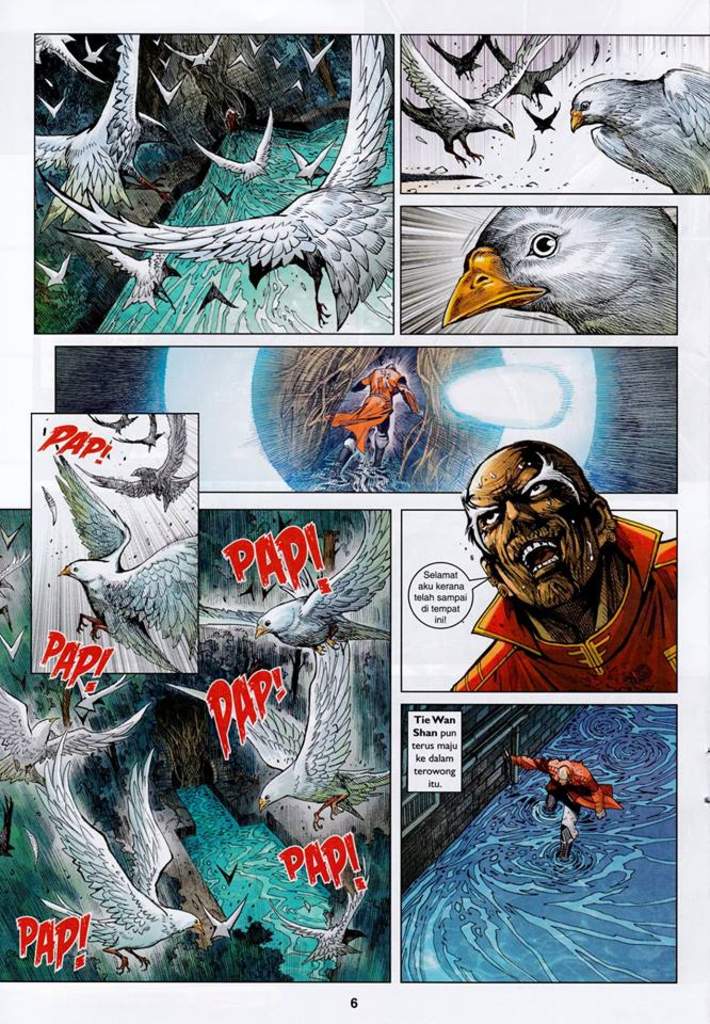 PAP!
PAP!
PAP!
PAP!
PAP!
PAP!
Selamat
aku kerana
telah sampai
di tempat
ini!
Tie Wan
Shan pun
terus maju
ke dalam
terowong
itu.
6